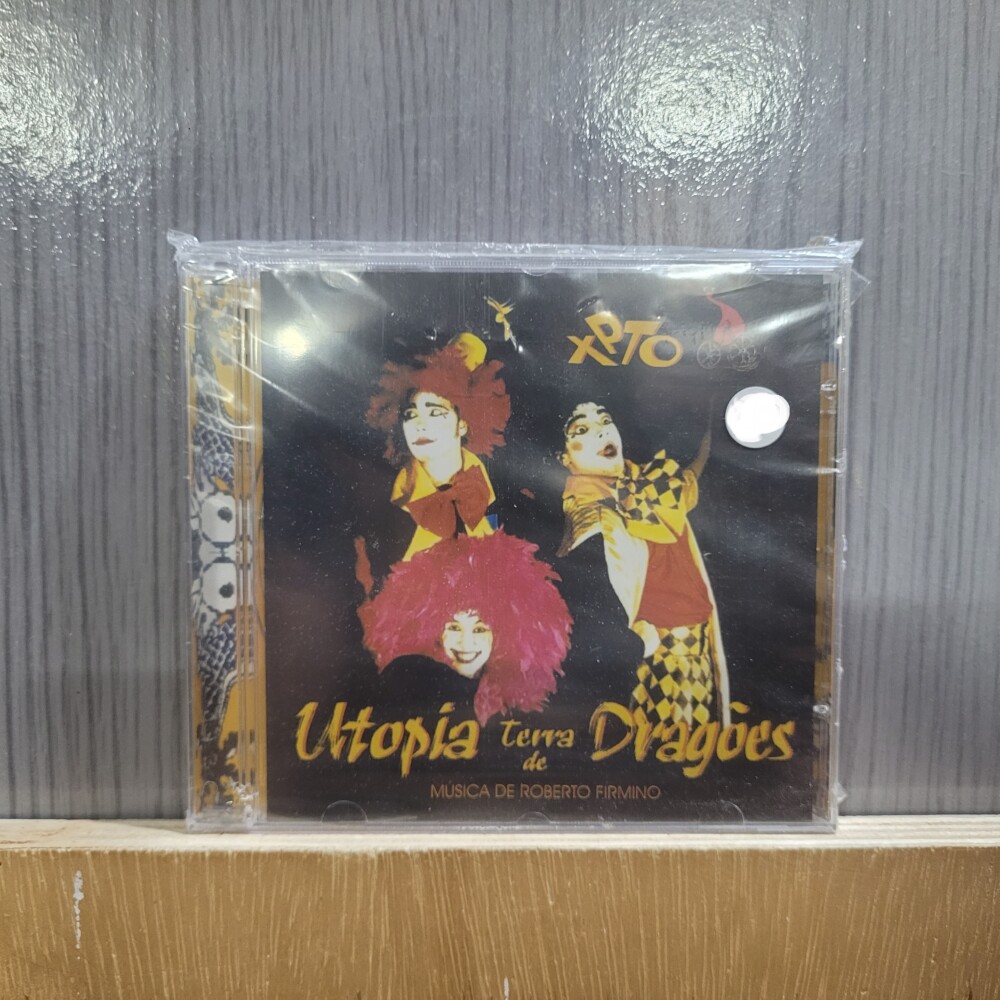 XPTO
Utopia terra de Dragões
MÚSICA DE ROBERTO FIRMINO